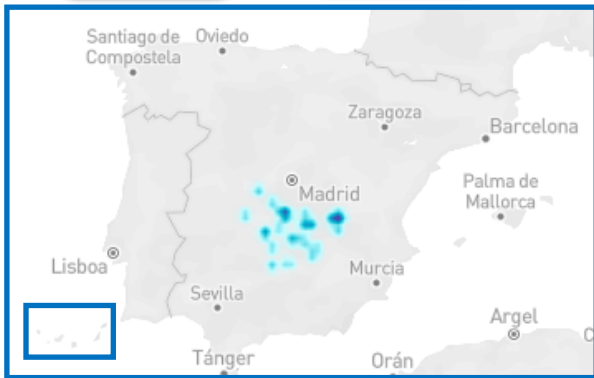 Santiago de
Compostela
Oviedo
Zaragoza
Barcelona
Madrid
Palma de
Mallorca
Lisboa
Murcia
Sevilla
Argel
C
Tánger
Orán